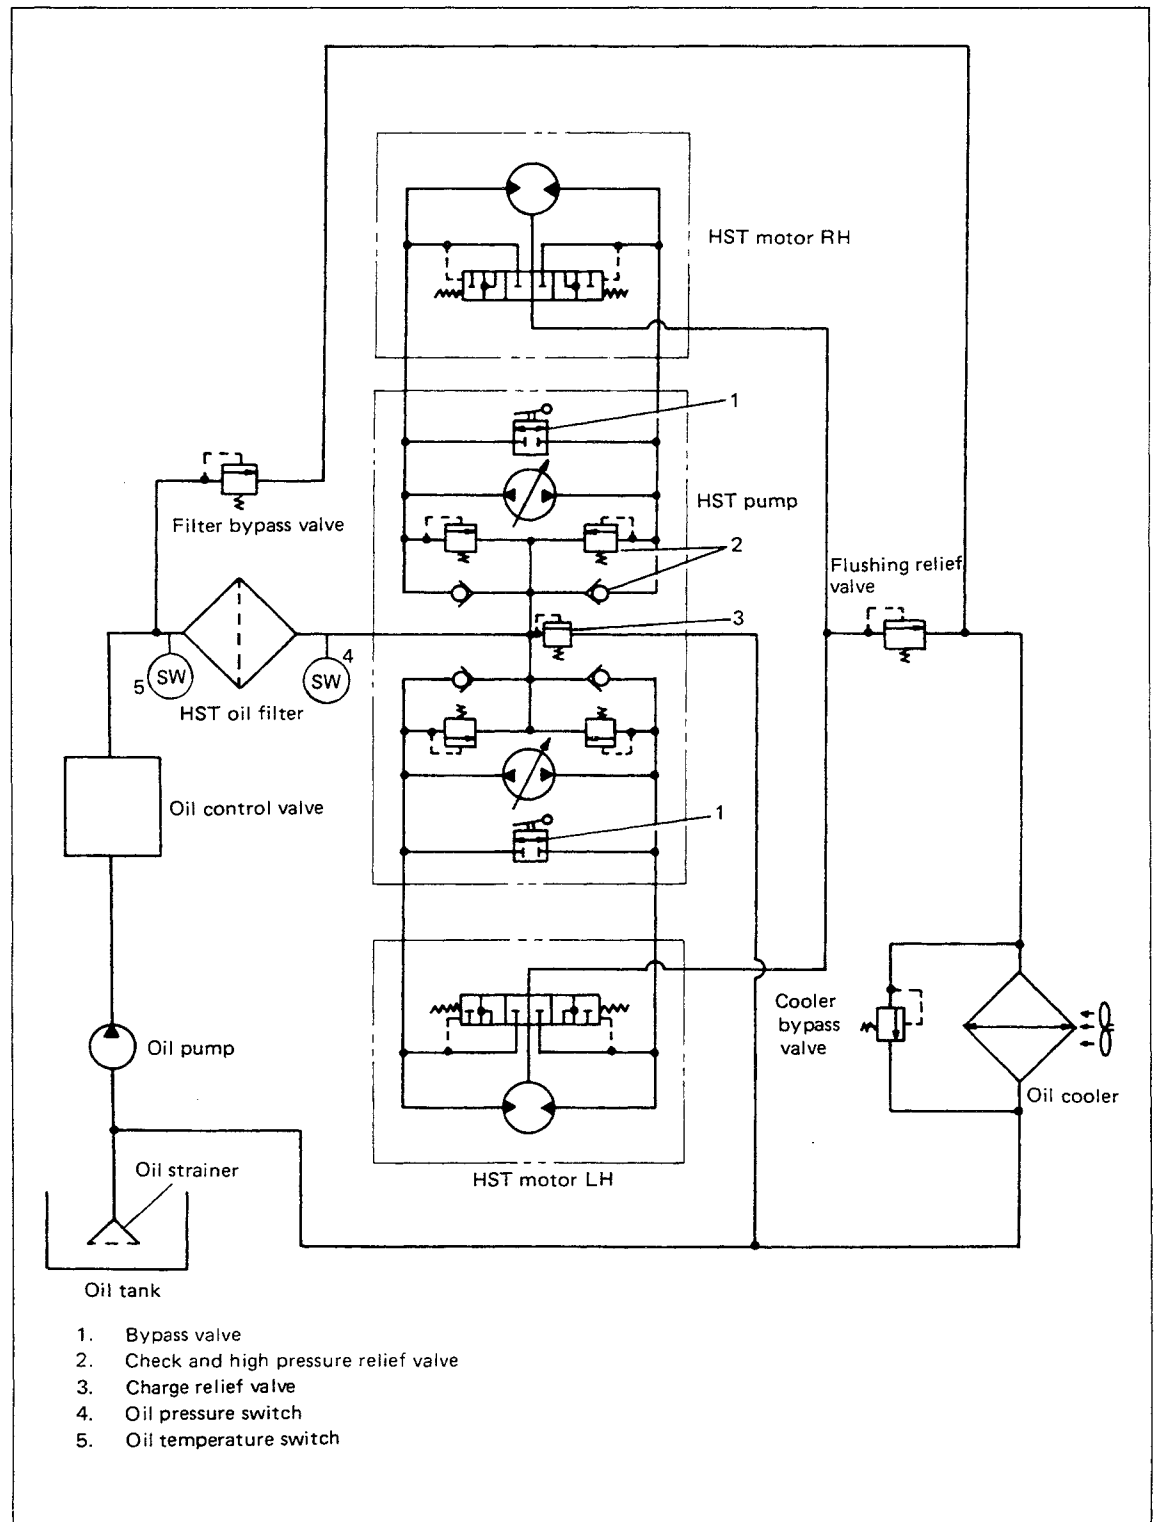 HST motor RH
1
HST pump
Filter bypass valve
2
Flushing relief
valve
3
4
5
SW
SW
HST oil filter
Oil control valve
1
Cooler
bypass
valve
Oil pump
Oil cooler
Oil strainer
HST motor LH
Oil tank
1. Bypass valve
2. Check and high pressure relief valve
3. Charge relief valve
4. Oil pressure switch
5. Oil temperature switch